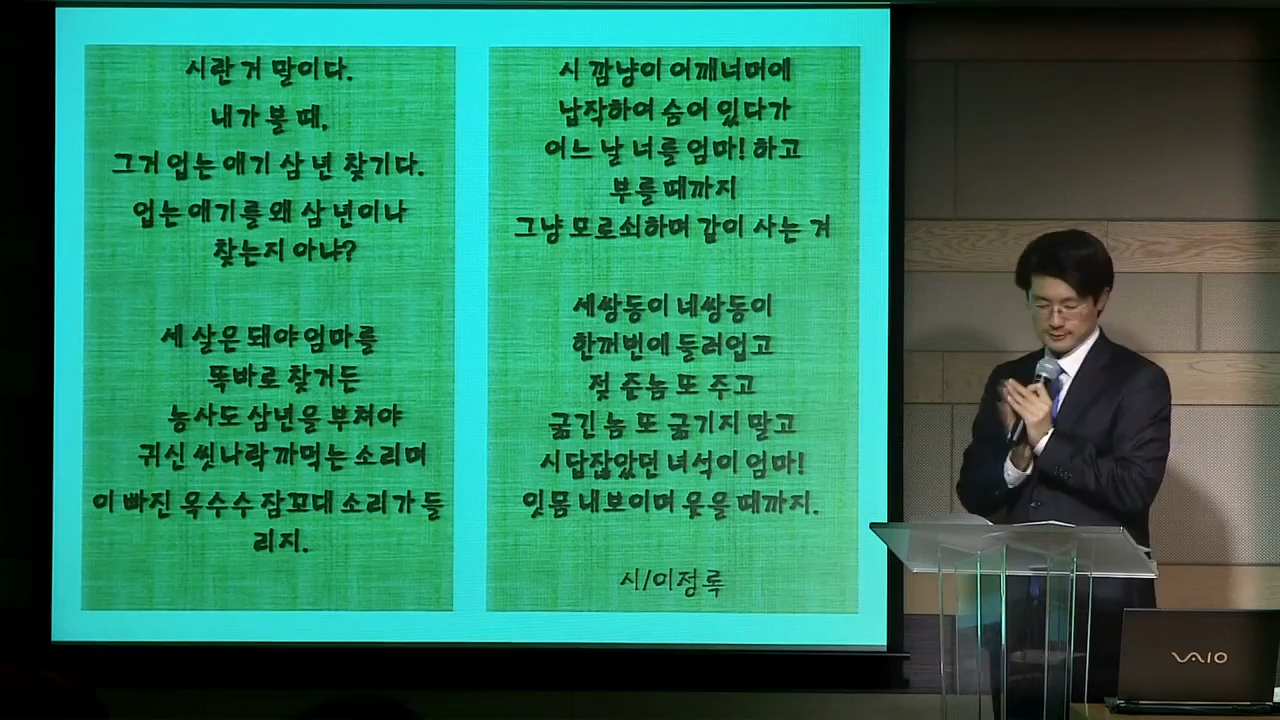 시란 거 말이다.
내가 볼 때,
그거 업는 애기 삼 년 찾기다.
업는 애기를 왜 삼 년이나
찾는지 아냐?
세 살은 돼야 엄마를
똑바로 찾거든
농사도 삼년을 부쳐야
귀신 씻나락 까먹는 소리며
이 빠진 옥수수 잠꼬대 소리가 들
리지.
시 깜냥이 어깨너머에
납작하여 숨어 있다가
어느 날 너를 엄마! 하고
부를 때까지
그냥 모로쇠하며 같이 사는 겨
세쌍둥이 네쌍둥이
한꺼번에 둘러업고
젖 준놈 또 주고
굶긴 놈 또 굶기지 말고
시답잖았던 녀석이 엄마!
잇몸 내보이며 웃을 때까지.
시/이정록
VAIO